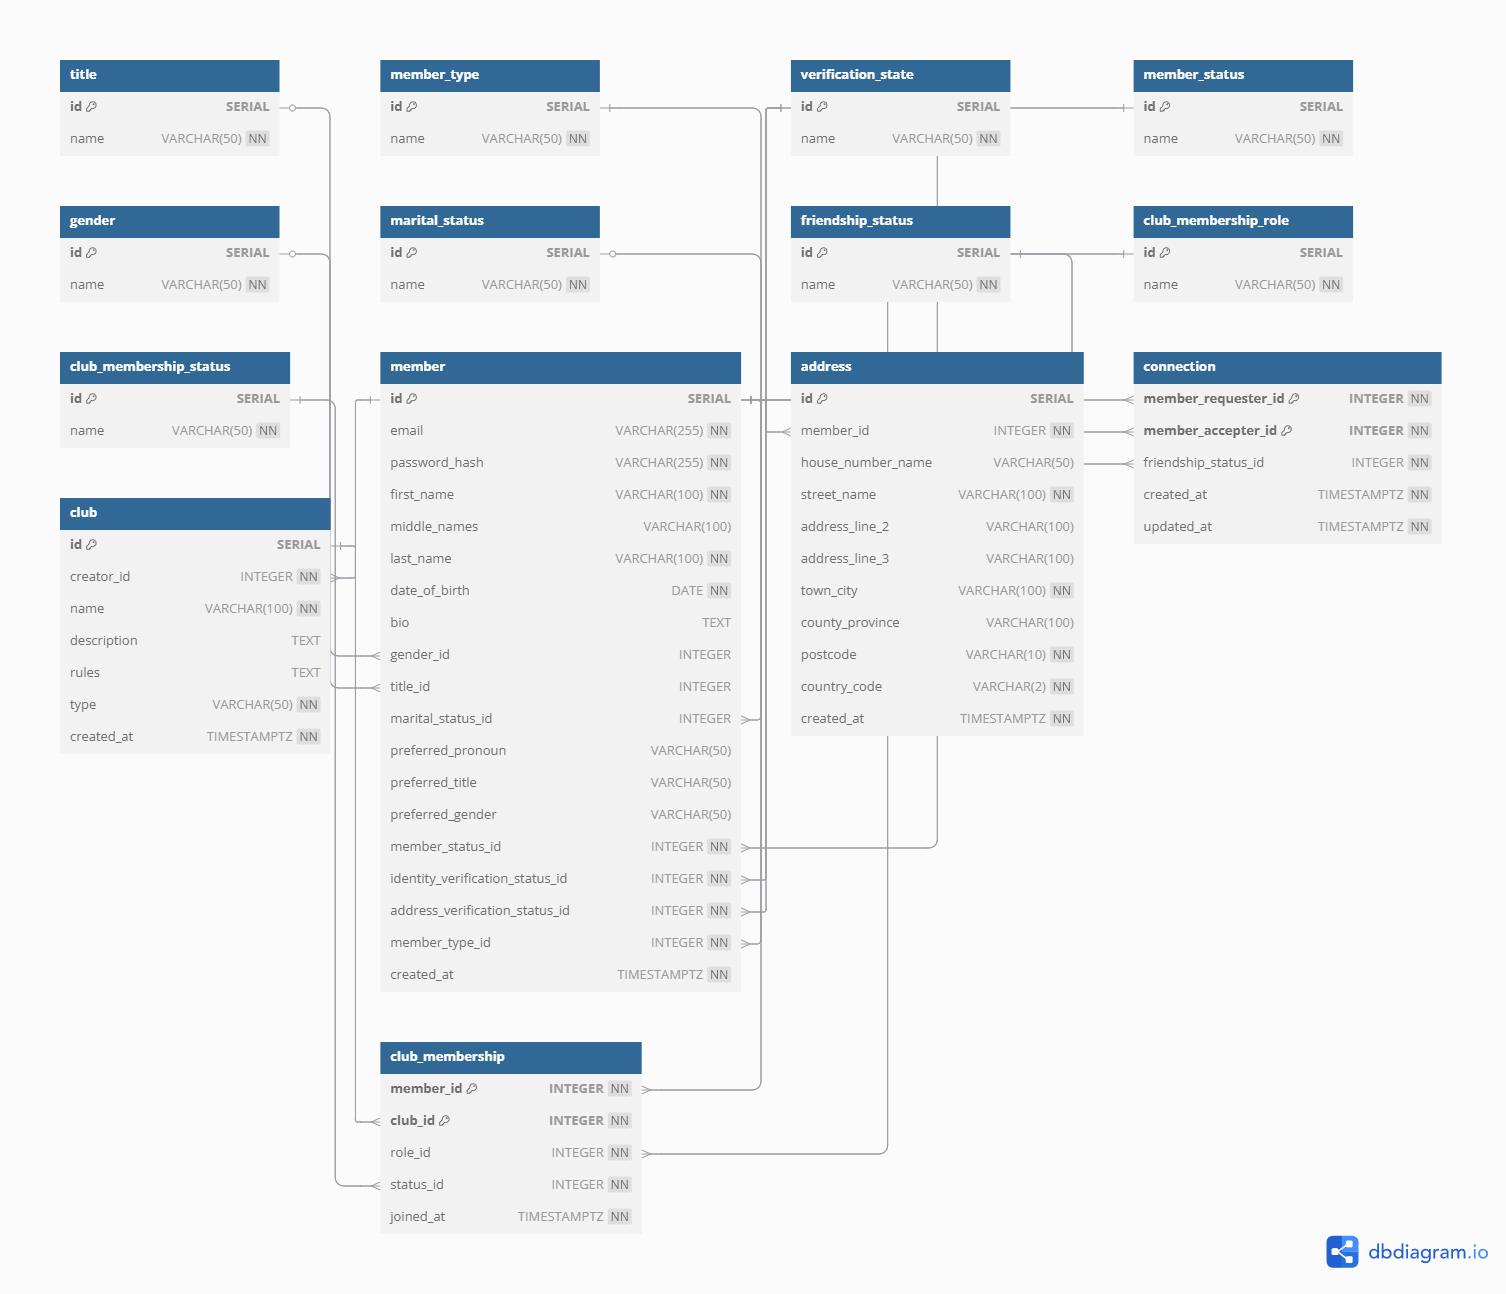 title
id SERIAL
name VARCHAR(50) NN
member_type
id SERIAL
name VARCHAR(50) NN
verification_state
id SERIAL
name VARCHAR(50) NN
member_status
id SERIAL
name VARCHAR(50) NN
gender
id SERIAL
name VARCHAR(50) NN
marital_status
id SERIAL
name VARCHAR(50) NN
friendship_status
id SERIAL
name VARCHAR(50) NN
club_membership_role
id SERIAL
name VARCHAR(50) NN
club_membership_status
id SERIAL
name VARCHAR(50) NN
club
id SERIAL
creator_id INTEGER NN
name VARCHAR(100) NN
description TEXT
rules TEXT
type VARCHAR(50) NN
created_at TIMESTAMPTZ NN
member
id SERIAL
email VARCHAR(255) NN
password_hash VARCHAR(255) NN
first_name VARCHAR(100) NN
middle_names VARCHAR(100)
last_name VARCHAR(100) NN
date_of_birth DATE NN
bio TEXT
gender_id INTEGER
title_id INTEGER
marital_status_id INTEGER
preferred_pronoun VARCHAR(50)
preferred_title VARCHAR(50)
preferred_gender VARCHAR(50)
member_status_id INTEGER NN
identity_verification_status_id INTEGER NN
address_verification_status_id INTEGER NN
member_type_id INTEGER NN
created_at TIMESTAMPTZ NN
address
id SERIAL
member_id INTEGER NN
house_number_name VARCHAR(50)
street_name VARCHAR(100) NN
address_line_2 VARCHAR(100)
address_line_3 VARCHAR(100)
town_city VARCHAR(100) NN
county_province VARCHAR(100)
postcode VARCHAR(10) NN
country_code VARCHAR(2) NN
created_at TIMESTAMPTZ NN
connection
member_requester_id INTEGER NN
member_accepter_id INTEGER NN
friendship_status_id INTEGER NN
created_at TIMESTAMPTZ NN
updated_at TIMESTAMPTZ NN
club_membership
member_id INTEGER NN
club_id INTEGER NN
role_id INTEGER NN
status_id INTEGER NN
joined_at TIMESTAMPTZ NN
dbdiagram.io